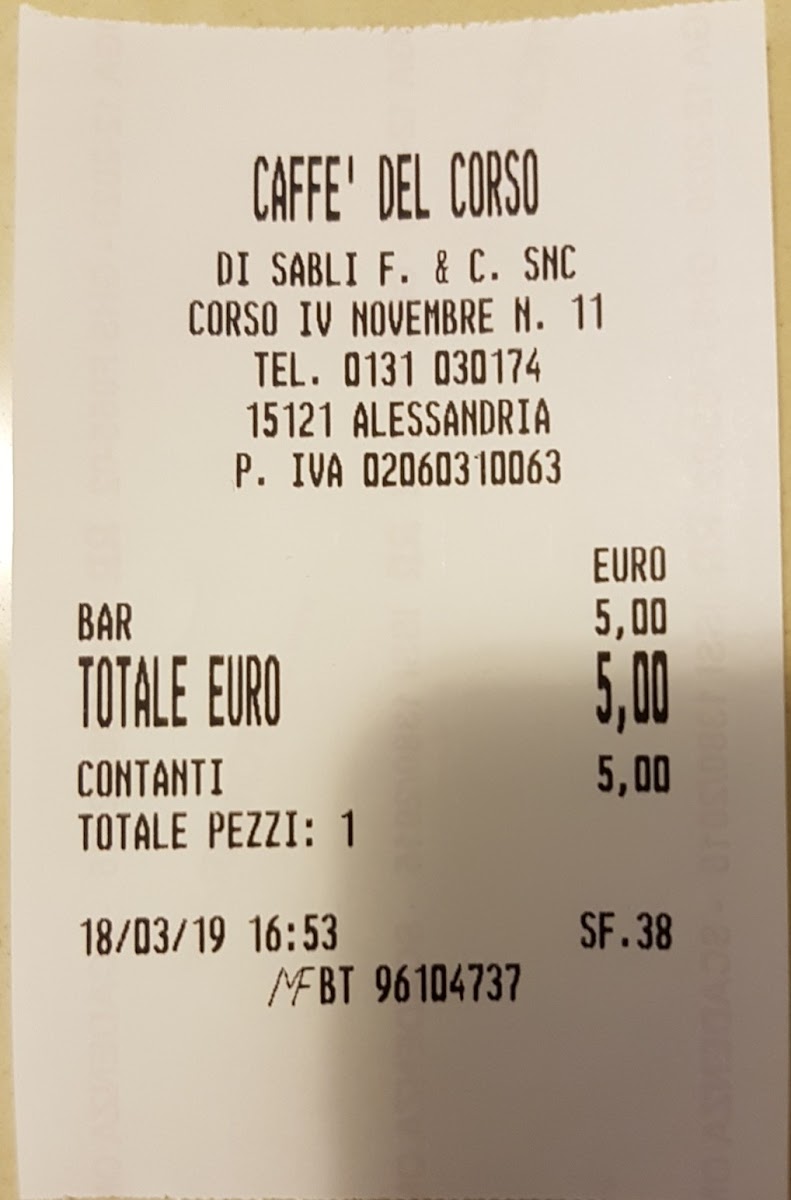 CAFFE' DEL CORSO
DI SABLI F. & C. SNC
CORSO IV NOVEMBRE N. 11
TEL. 0131 030174
15121 ALESSANDRIA
P. IVA 02060310063
EURO
BAR 5,00
TOTALE EURO 5,00
CONTANTI 5,00
TOTALE PEZZI: 1
18/03/19 16:53 SF.38
MF BT 96104737